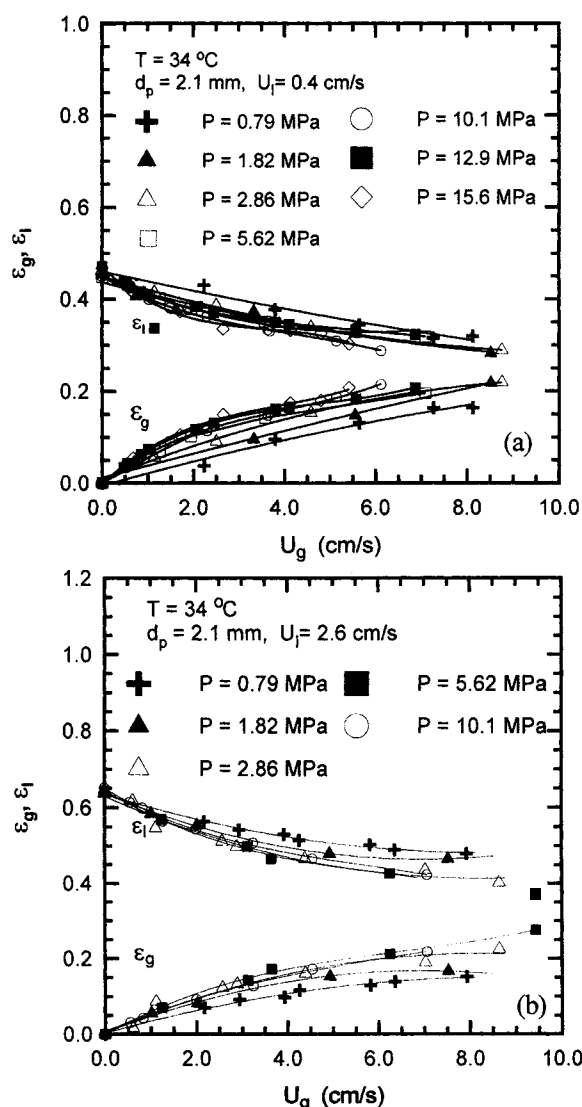 1.0
T = 34 °C
d_p = 2.1 mm, U_l= 0.4 cm/s
P = 0.79 MPa
P = 10.1 MPa
0.8
P = 1.82 MPa
P = 12.9 MPa
P = 2.86 MPa
P = 15.6 MPa
0.6
P = 5.62 MPa
ε_g, ε_l
0.4
ε_l
0.2
ε_g
(a)
0.0
0.0 2.0 4.0 6.0 8.0 10.0
U_g (cm/s)
1.2
T = 34 °C
d_p = 2.1 mm, U_l= 2.6 cm/s
1.0
P = 0.79 MPa
P = 5.62 MPa
P = 1.82 MPa
P = 10.1 MPa
0.8
P = 2.86 MPa
ε_g, ε_l
0.6
ε_l
0.4
ε_g
0.2
(b)
0.0
0.0 2.0 4.0 6.0 8.0 10.0
U_g (cm/s)